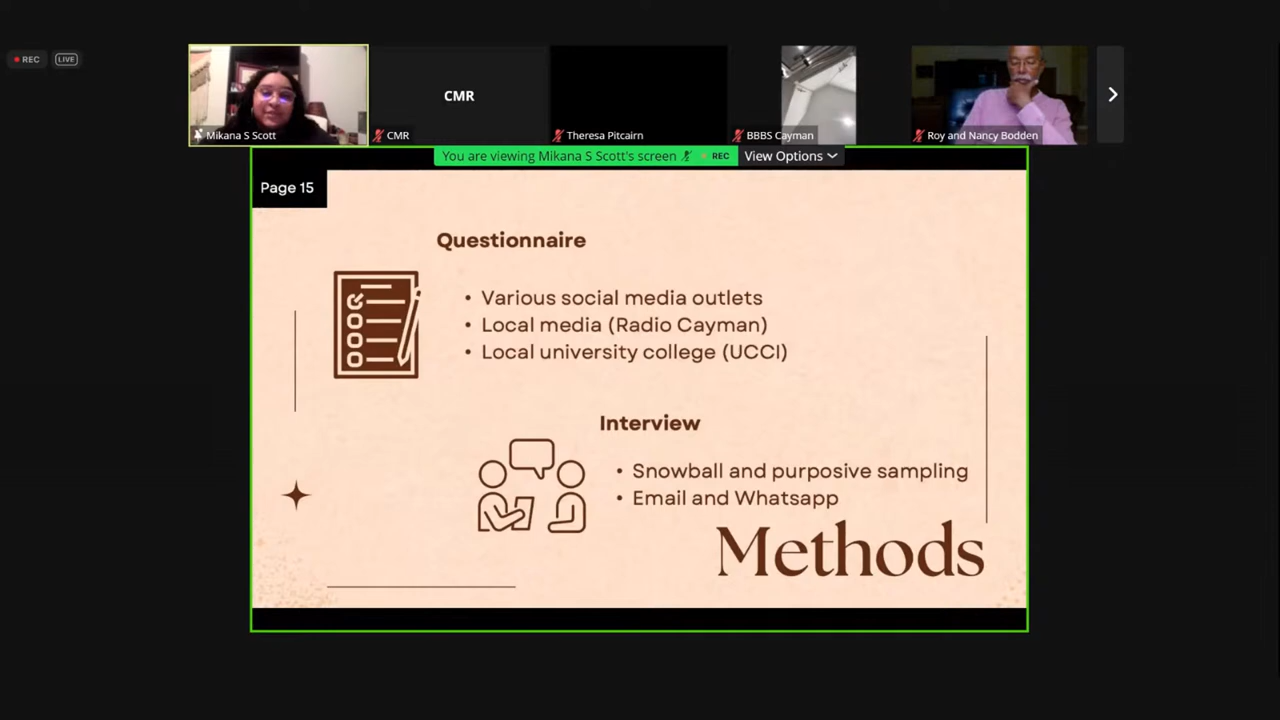 REC
LIVE
CMR
Mikana S Scott
CMR
Theresa Pitcairn
BBBS Cayman
Roy and Nancy Bodden
You are viewing Mikana S Scott's screen
REC
View Options
Page 15
Questionnaire
• Various social media outlets
• Local media (Radio Cayman)
• Local university college (UCCI)
Interview
• Snowball and purposive sampling
• Email and Whatsapp
Methods